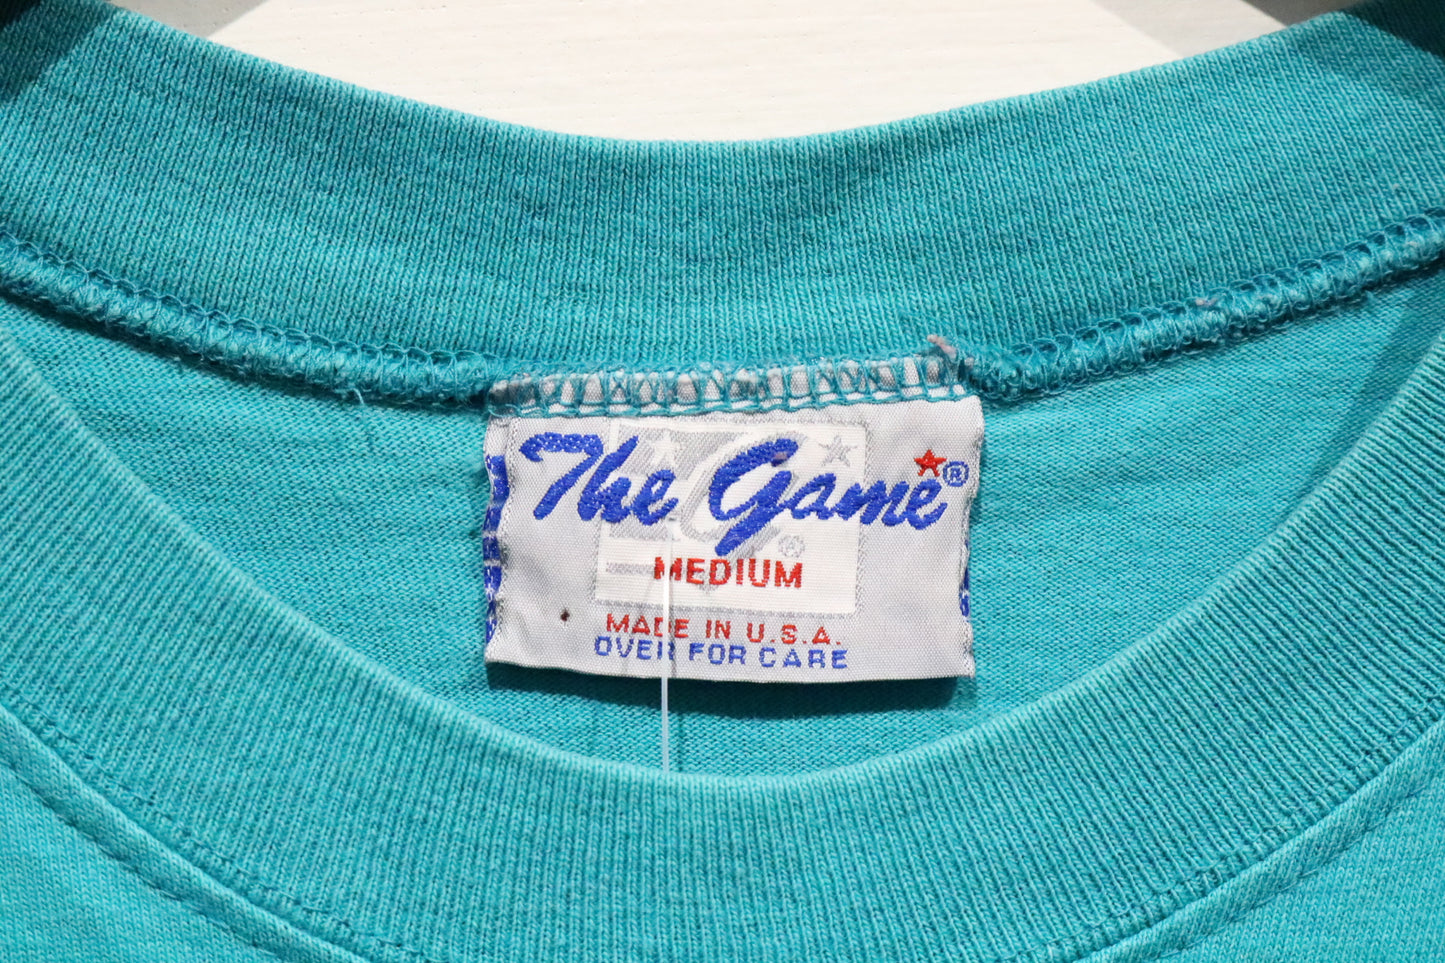 The Game®
®
MEDIUM
MADE IN U.S.A.
OVER FOR CARE